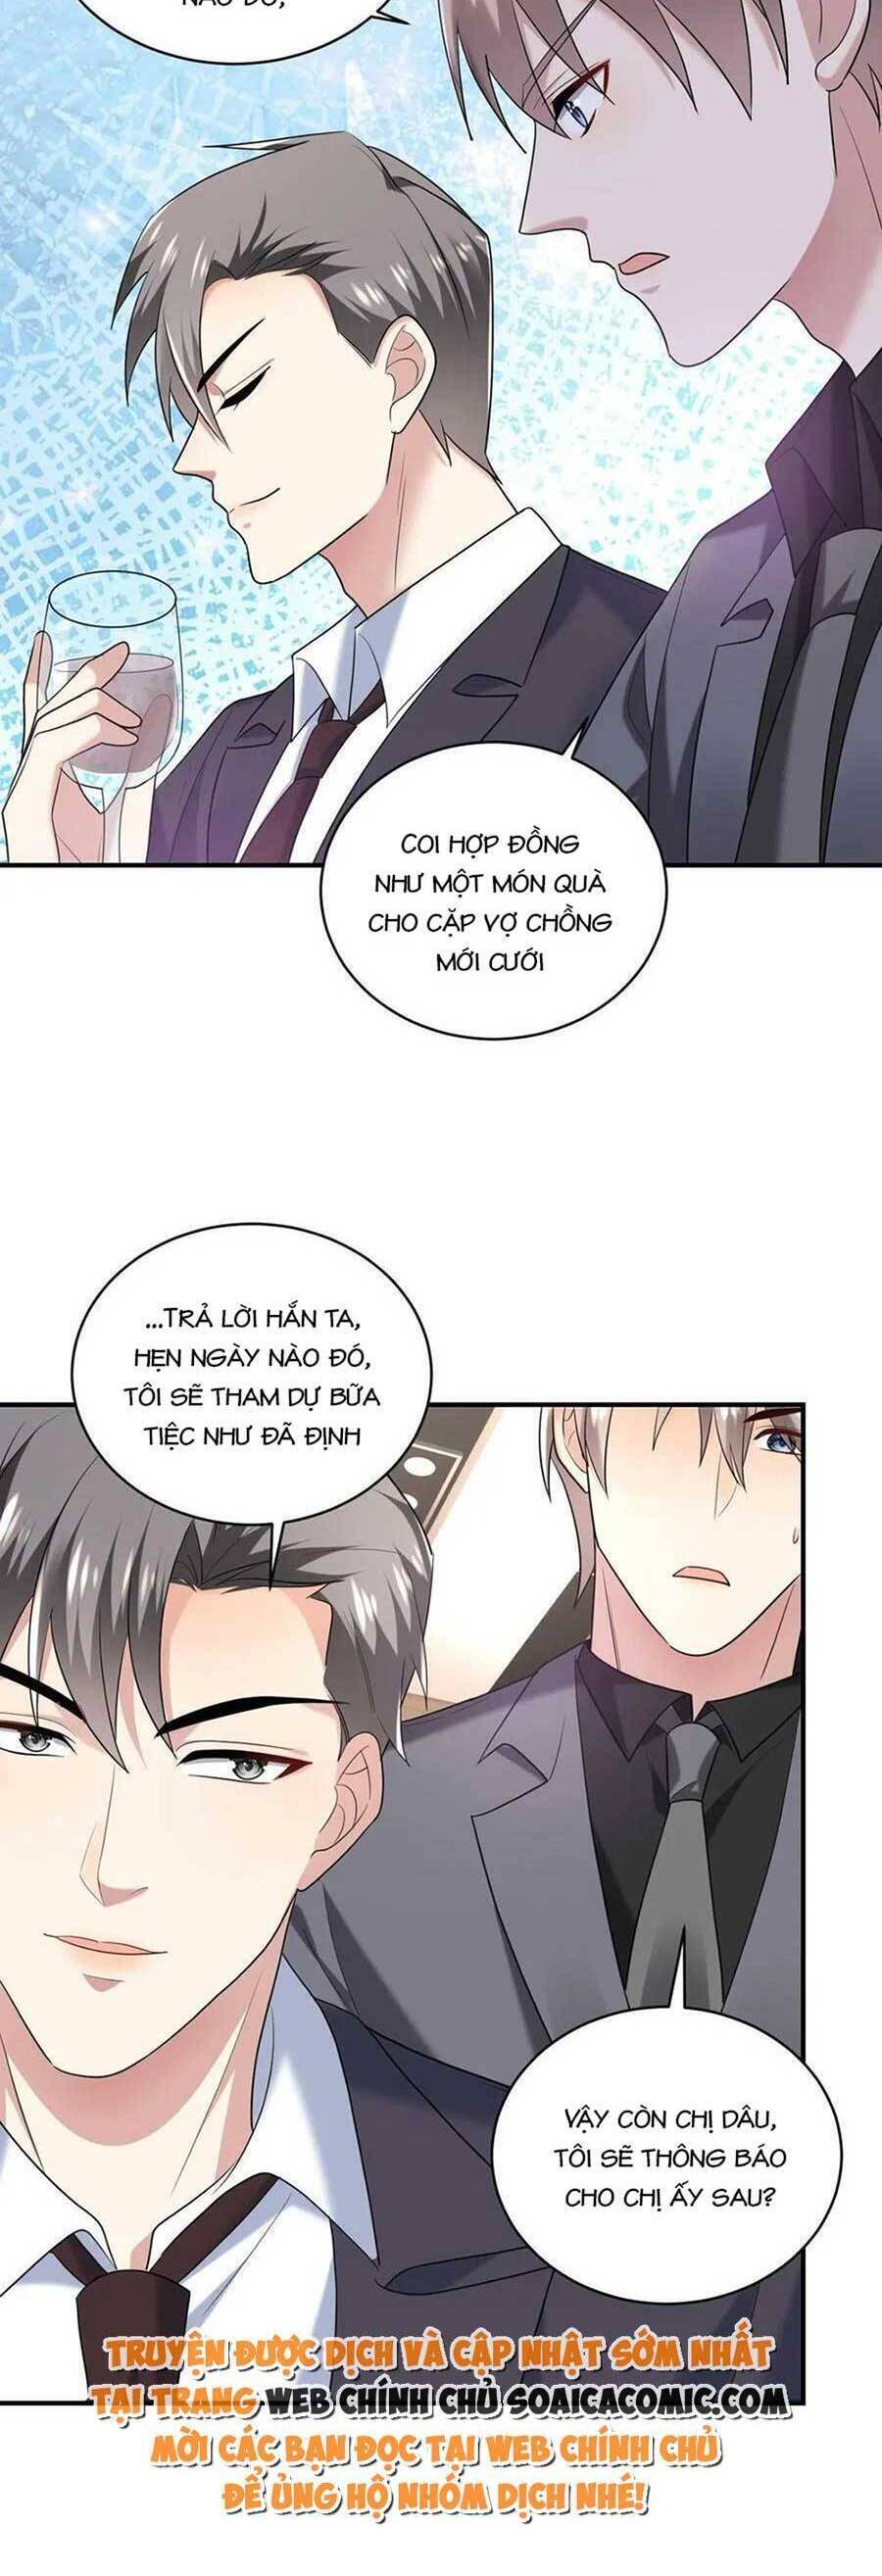 NÀO ĐÓ,
COI HỢP ĐỒNG
NHƯ MỘT MÓN QUÀ
CHO CẶP VỢ CHỒNG
MỚI CƯỚI
...TRẢ LỜI HẮN TA,
HẸN NGÀY NÀO ĐÓ,
TÔI SẼ THAM DỰ BỮA
TIỆC NHƯ ĐÃ ĐỊNH
VẬY CÒN CHỊ DÂU,
TÔI SẼ THÔNG BÁO
CHO CHỊ ẤY SAU?
TRUYỆN ĐƯỢC DỊCH VÀ CẬP NHẬT SỚM NHẤT
TẠI TRANG WEB CHÍNH CHỦ SOAICACOMIC.COM
MỜI CÁC BẠN ĐỌC TẠI WEB CHÍNH CHỦ
ĐỂ ỦNG HỘ NHÓM DỊCH NHÉ!